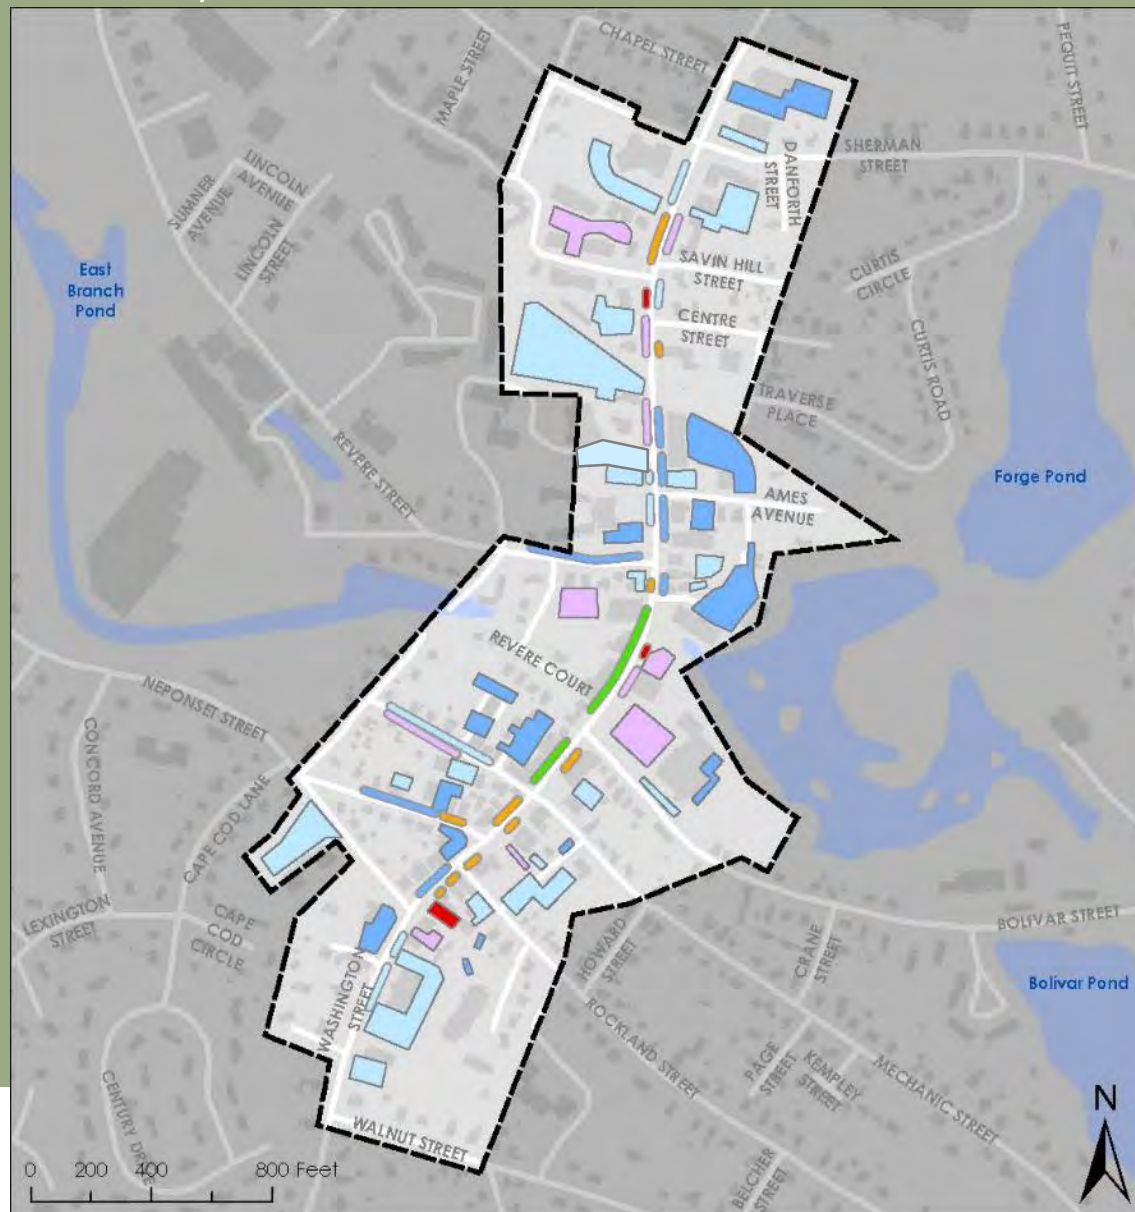 CHAPEL STREET
MAPLE STREET
PEQUIT STREET
SHERMAN
STREET
DANFORTH
STREET
LINCOLN
AVENUE
SUMNER
AVENUE
LINCOLN
STREET
SAVIN HILL
STREET
CURTIS
CIRCLE
East
Branch
Pond
CENTRE
STREET
CURTIS ROAD
TRAVERSE
PLACE
REVERE STREET
Forge Pond
AMES
AVENUE
REVERE COURT
NEPONSET STREET
CONCORD AVENUE
CAPE COD LANE
LEXINGTON
STREET
CAPE
COD
CIRCLE
BOLIVAR STREET
HOWARD
STREET
CRANE
STREET
WASHINGTON
STREET
Bolivar Pond
ROCKLAND STREET
PAGE
STREET
KEMPLEY
STREET
MECHANIC STREET
CENTURY DRIVE
WALNUT STREET
BELCHER
STREET
N
0 200 400 800 Feet